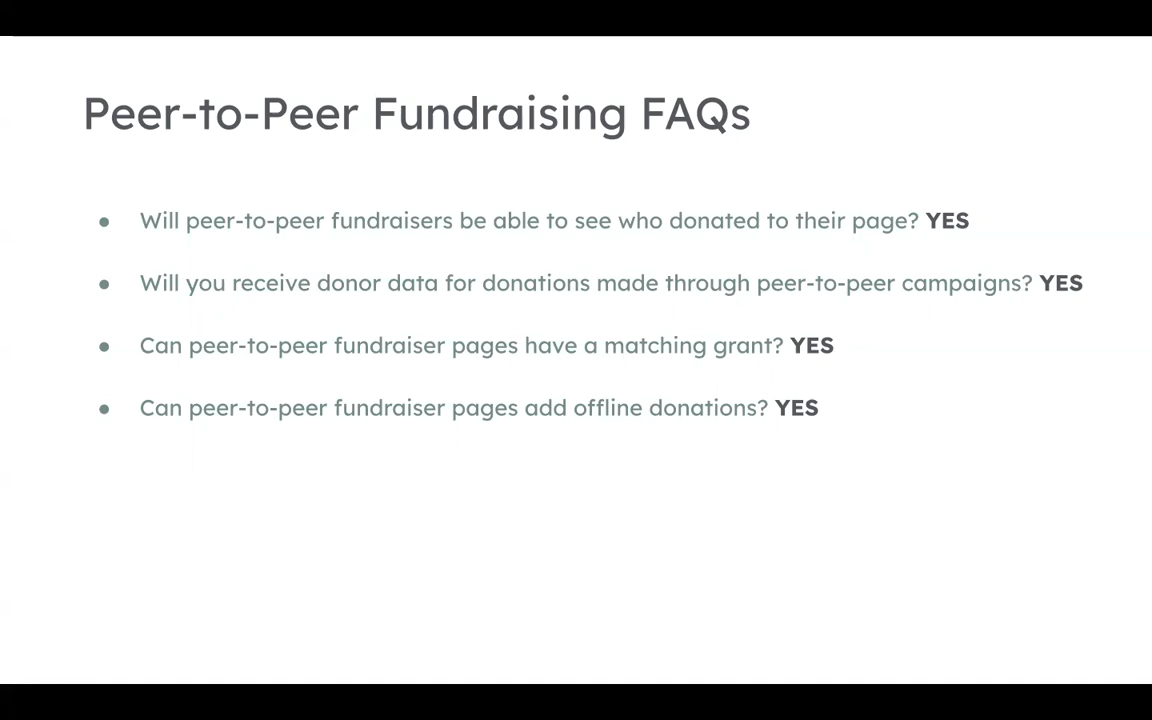 Peer-to-Peer Fundraising FAQs
● Will peer-to-peer fundraisers be able to see who donated to their page? YES
● Will you receive donor data for donations made through peer-to-peer campaigns? YES
● Can peer-to-peer fundraiser pages have a matching grant? YES
● Can peer-to-peer fundraiser pages add offline donations? YES